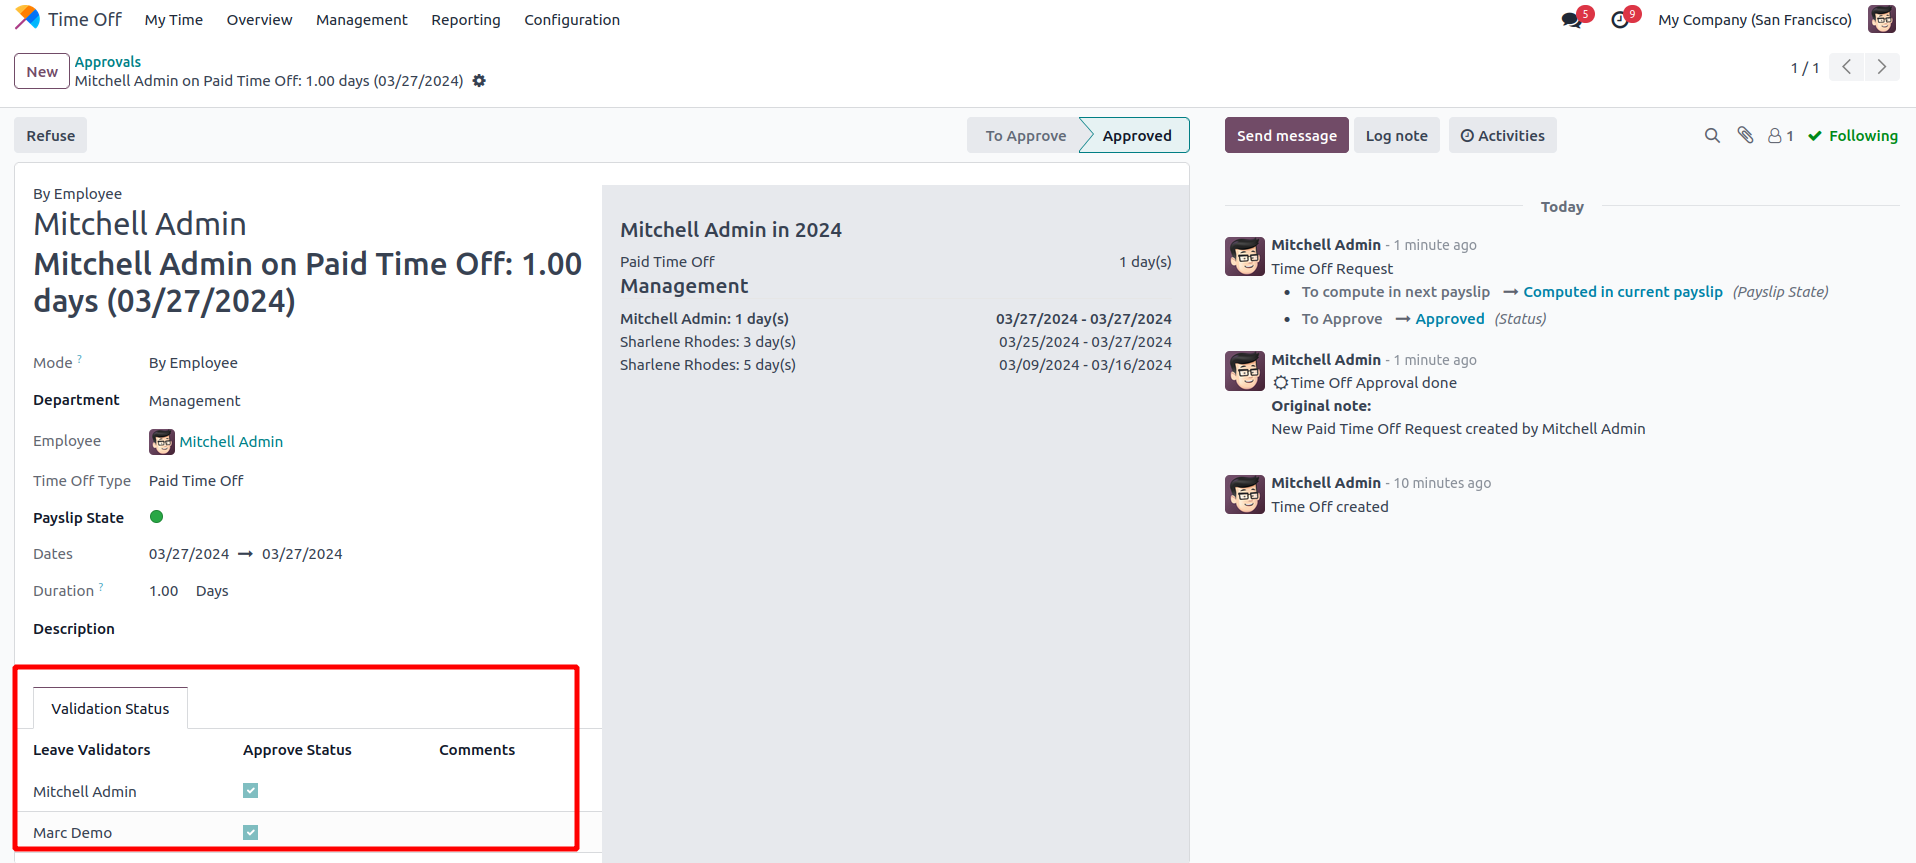 Time Off My Time Overview Management Reporting Configuration 5 9 My Company (San Francisco)
New Approvals
Mitchell Admin on Paid Time Off: 1.00 days (03/27/2024) 1 / 1
Refuse To Approve Approved Send message Log note Activities 1 Following
By Employee
Mitchell Admin
Mitchell Admin on Paid Time Off: 1.00
days (03/27/2024)
Mode ? By Employee
Department Management
Employee Mitchell Admin
Time Off Type Paid Time Off
Payslip State
Dates 03/27/2024 → 03/27/2024
Duration ? 1.00 Days
Description
Validation Status
Leave Validators Approve Status Comments
Mitchell Admin
Marc Demo
Mitchell Admin in 2024
Paid Time Off 1 day(s)
Management
Mitchell Admin: 1 day(s) 03/27/2024 - 03/27/2024
Sharlene Rhodes: 3 day(s) 03/25/2024 - 03/27/2024
Sharlene Rhodes: 5 day(s) 03/09/2024 - 03/16/2024
Today
Mitchell Admin - 1 minute ago
Time Off Request
• To compute in next payslip → Computed in current payslip (Payslip State)
• To Approve → Approved (Status)
Mitchell Admin - 1 minute ago
Time Off Approval done
Original note:
New Paid Time Off Request created by Mitchell Admin
Mitchell Admin - 10 minutes ago
Time Off created